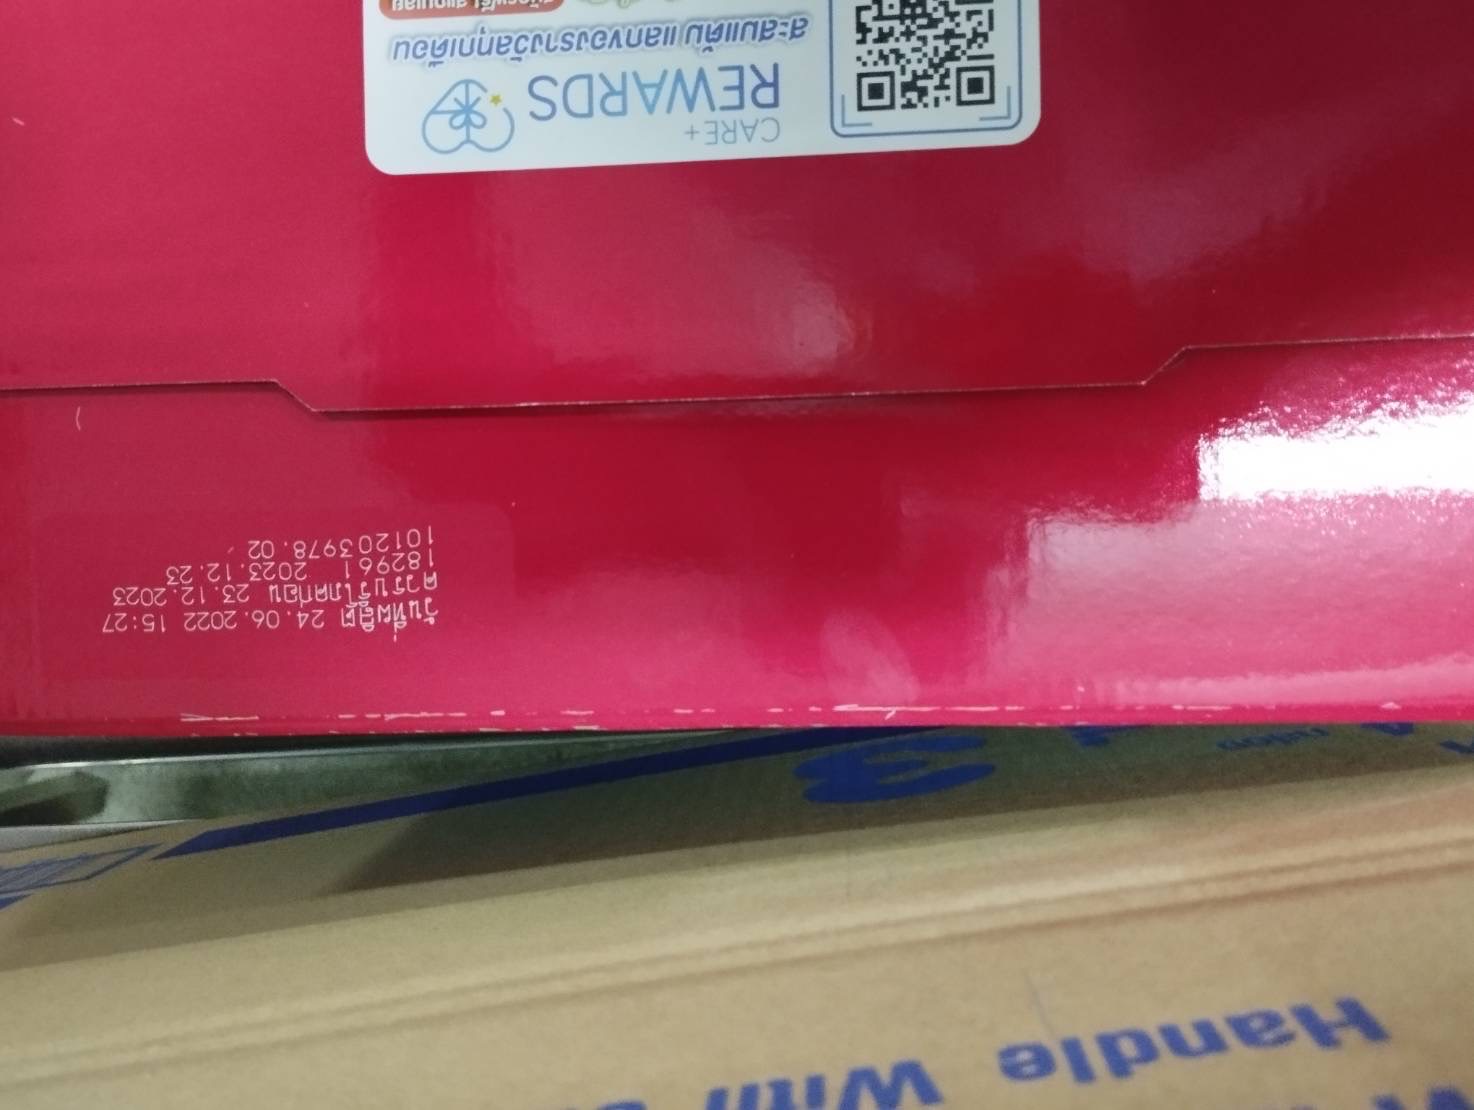 วันที่ผลิต 24.06.2022 15:27
ควรบริโภคก่อน 23.12.2023
182961 2023.12.23
101203978.02
CARE+
REWARDS
สะสมแต้ม แลกของรางวัลทุกเดือน
3
Handle With